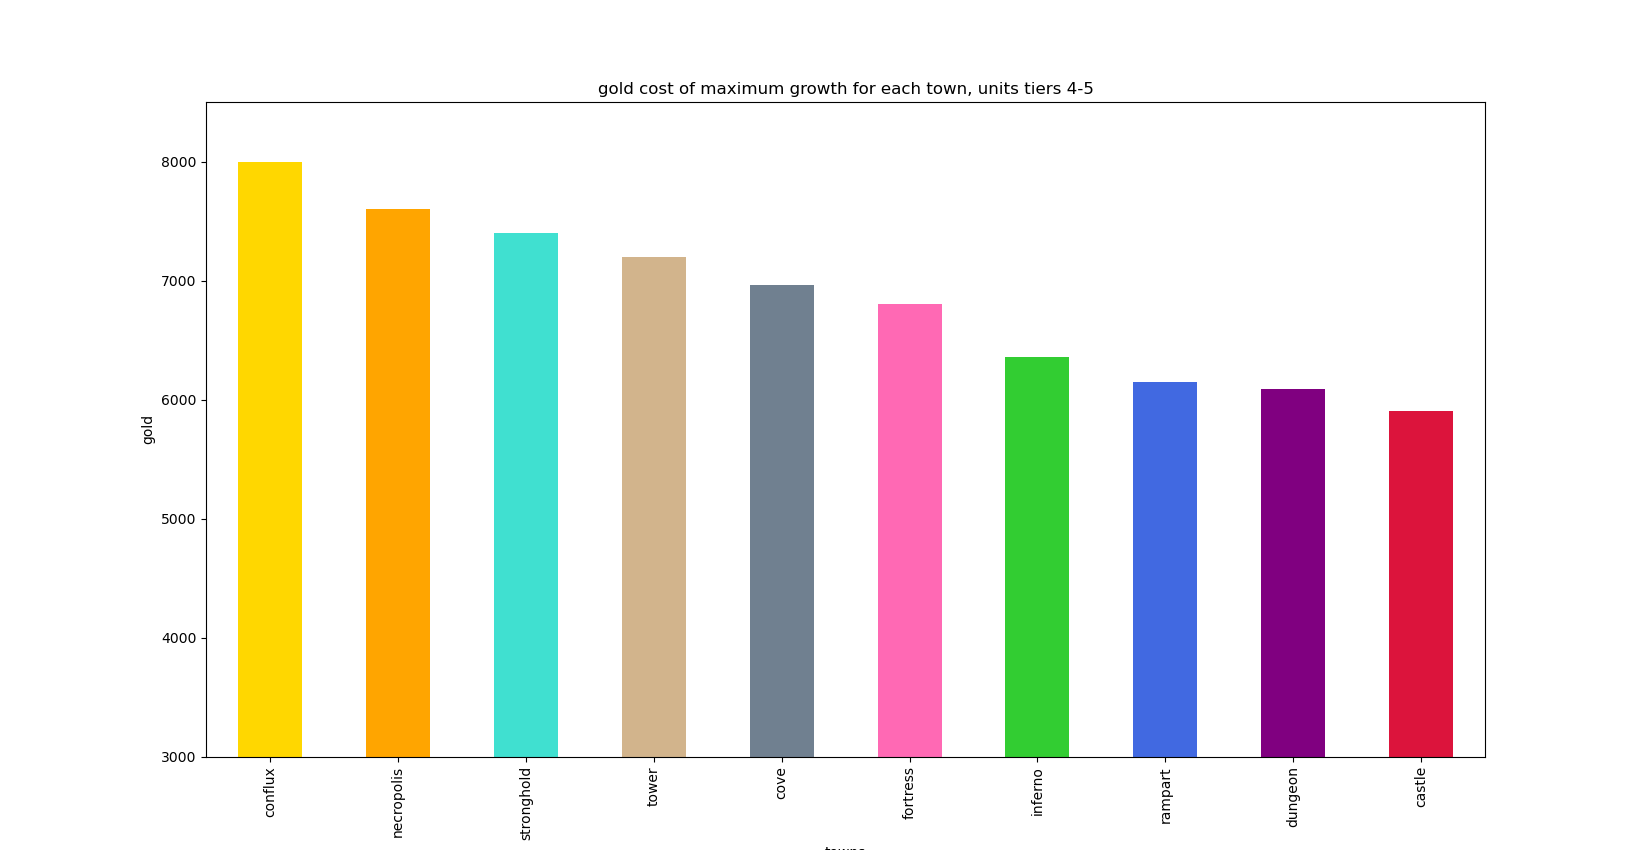 gold cost of maximum growth for each town, units tiers 4-5
8000
7000
6000
5000
4000
3000
gold
conflux
necropolis
stronghold
tower
cove
fortress
inferno
rampart
dungeon
castle